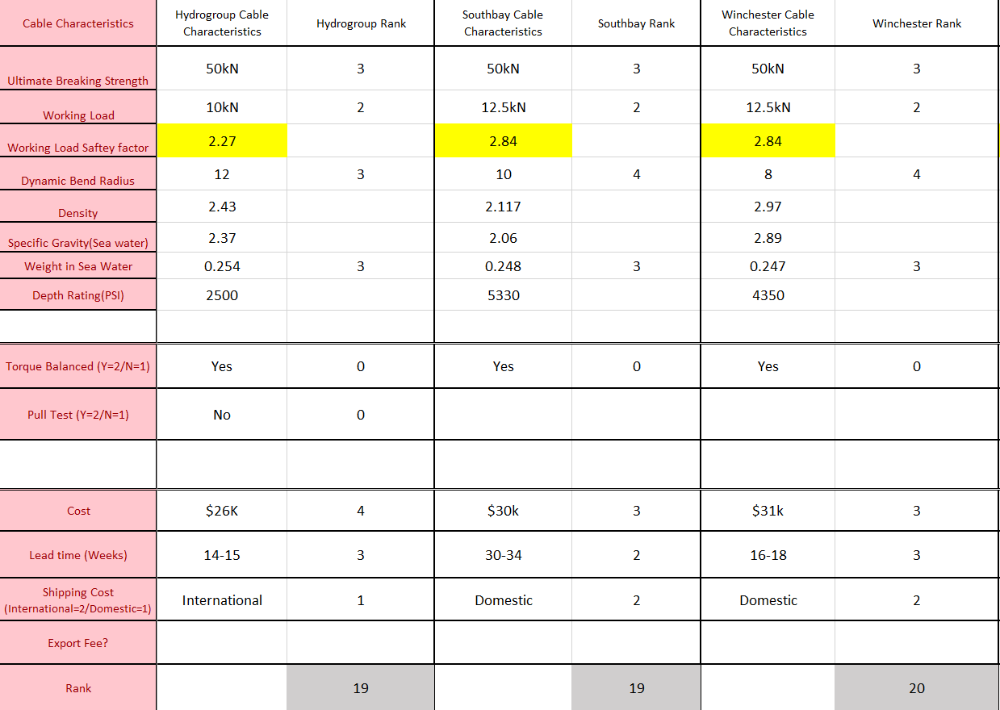 Cable Characteristics Hydrogroup Cable Characteristics Hydrogroup Rank Southbay Cable Characteristics Southbay Rank Winchester Cable Characteristics Winchester Rank
Ultimate Breaking Strength 50kN 3 50kN 3 50kN 3
Working Load 10kN 2 12.5kN 2 12.5kN 2
Working Load Saftey factor 2.27 2.84 2.84
Dynamic Bend Radius 12 3 10 4 8 4
Density 2.43 2.117 2.97
Specific Gravity(Sea water) 2.37 2.06 2.89
Weight in Sea Water 0.254 3 0.248 3 0.247 3
Depth Rating(PSI) 2500 5330 4350
Torque Balanced (Y=2/N=1) Yes 0 Yes 0 Yes 0
Pull Test (Y=2/N=1) No 0
Cost $26K 4 $30k 3 $31k 3
Lead time (Weeks) 14-15 3 30-34 2 16-18 3
Shipping Cost (International=2/Domestic=1) International 1 Domestic 2 Domestic 2
Export Fee?
Rank 19 19 20